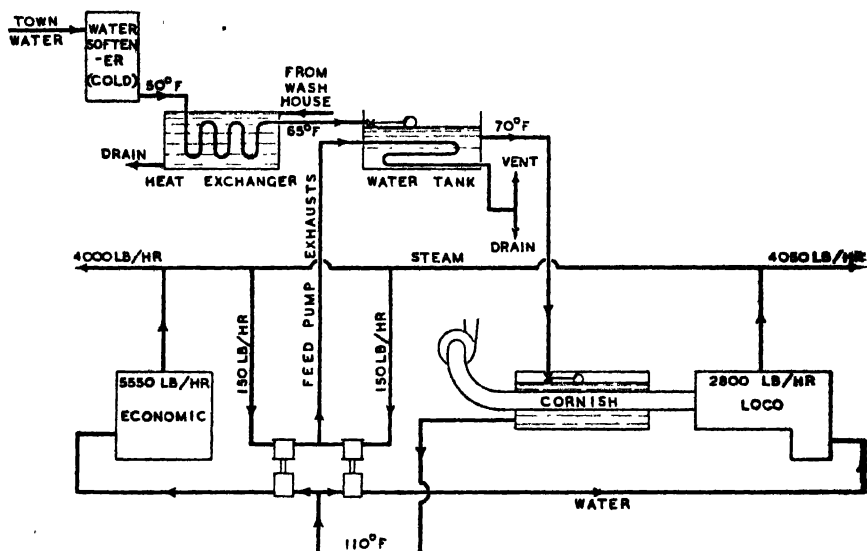 TOWN
WATER
WATER
SOFTEN
-ER
(COLD)
50°F
FROM
WASH
HOUSE
65°F
70°F
DRAIN
HEAT EXCHANGER
WATER TANK
VENT
DRAIN
FEED PUMP EXHAUSTS
4000 LB/HR
STEAM
4050 LB/HR
150 LB/HR
150 LB/HR
5550 LB/HR
ECONOMIC
CORNISH
2800 LB/HR
LOCO
WATER
110°F